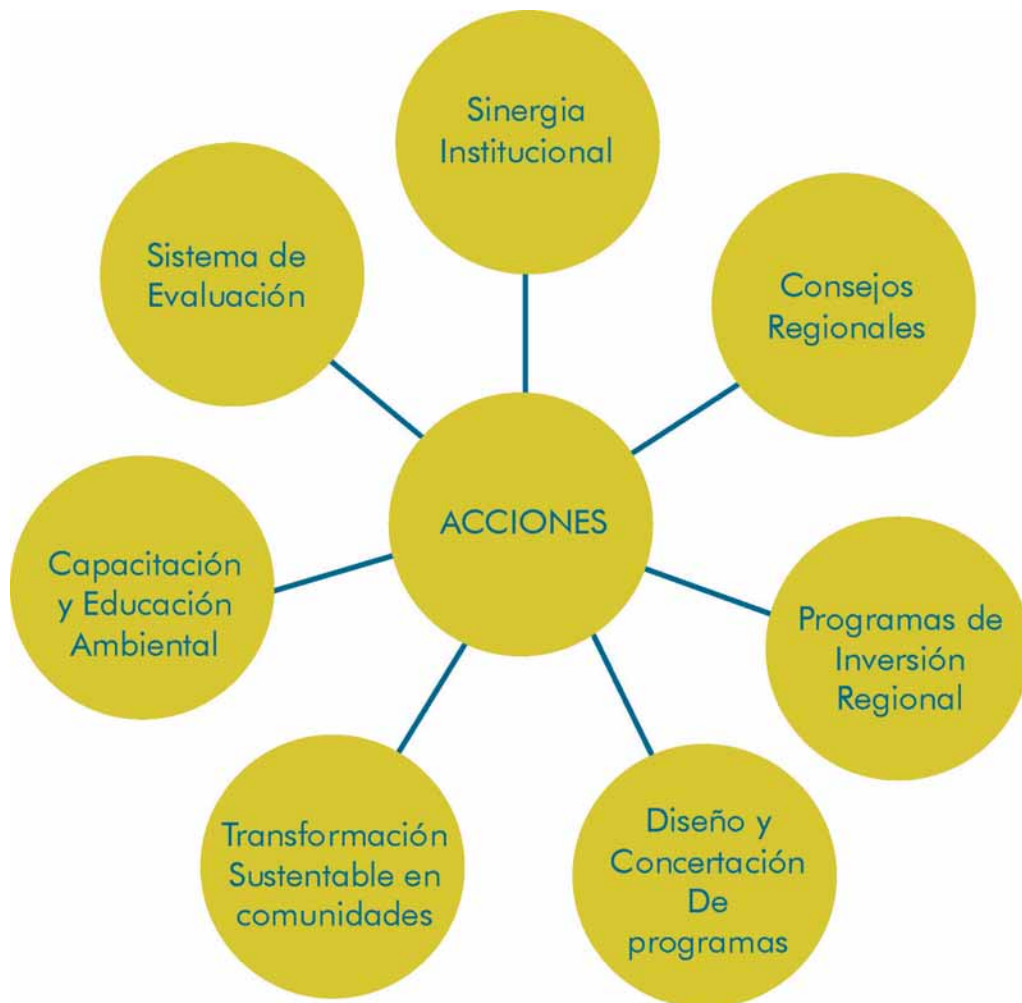 Sinergia
Institucional
Consejos
Regionales
Programas de
Inversión
Regional
Diseño y
Concertación
De
programas
Transformación
Sustentable en
comunidades
Capacitación
y Educación
Ambiental
Sistema de
Evaluación
ACCIONES